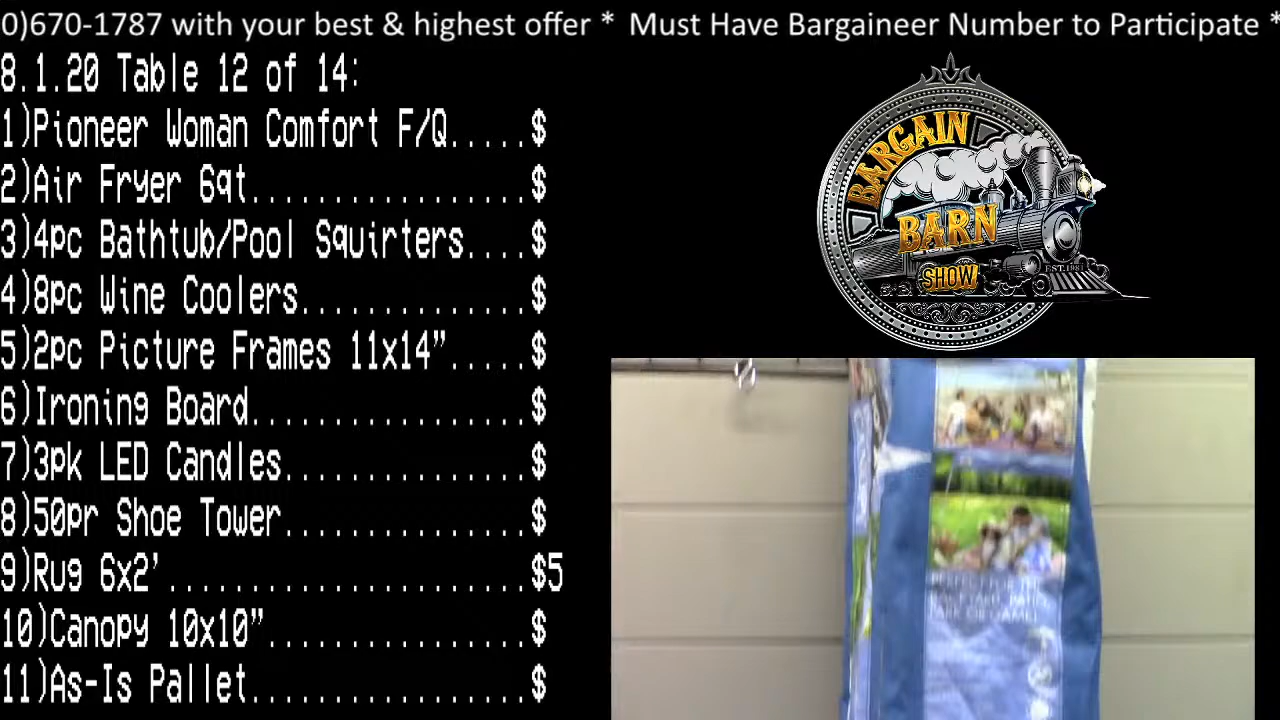 0)670-1787 with your best & highest offer * Must Have Bargaineer Number to Participate *
8.1.20 Table 12 of 14:
1)Pioneer Woman Comfort F/Q.....$
2)Air Fryer 6qt.................$
3)4pc Bathtub/Pool Squirters....$
4)8pc Wine Coolers..............$
5)2pc Picture Frames 11x14”.....$
6)Ironing Board.................$
7)3pk LED Candles...............$
8)50pr Shoe Tower...............$
9)Rug 6x2’......................$5
10)Canopy 10x10”................$
11)As-Is Pallet..................$
BARGAIN
BARN
SHOW